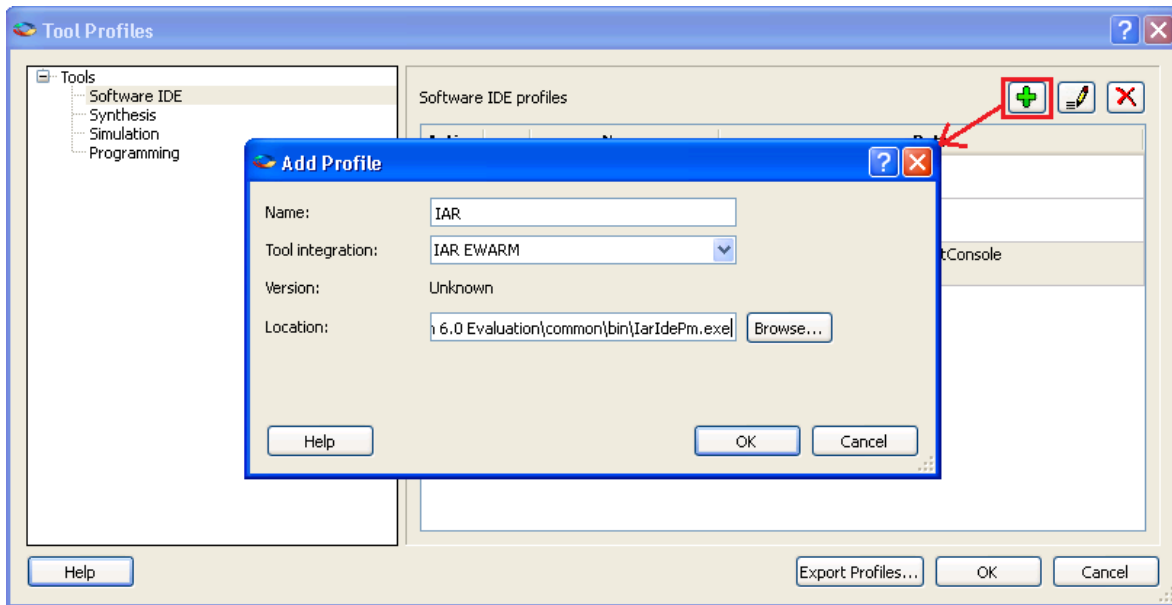 Tool Profiles
Tools
Software IDE
Synthesis
Simulation
Programming
Software IDE profiles
Add Profile
Name: IAR
Tool integration: IAR EWARM
Version: Unknown
Location: 6.0 Evaluation\common\bin\IarIdePm.exe Browse...
tConsole
Help OK Cancel
Help Export Profiles... OK Cancel